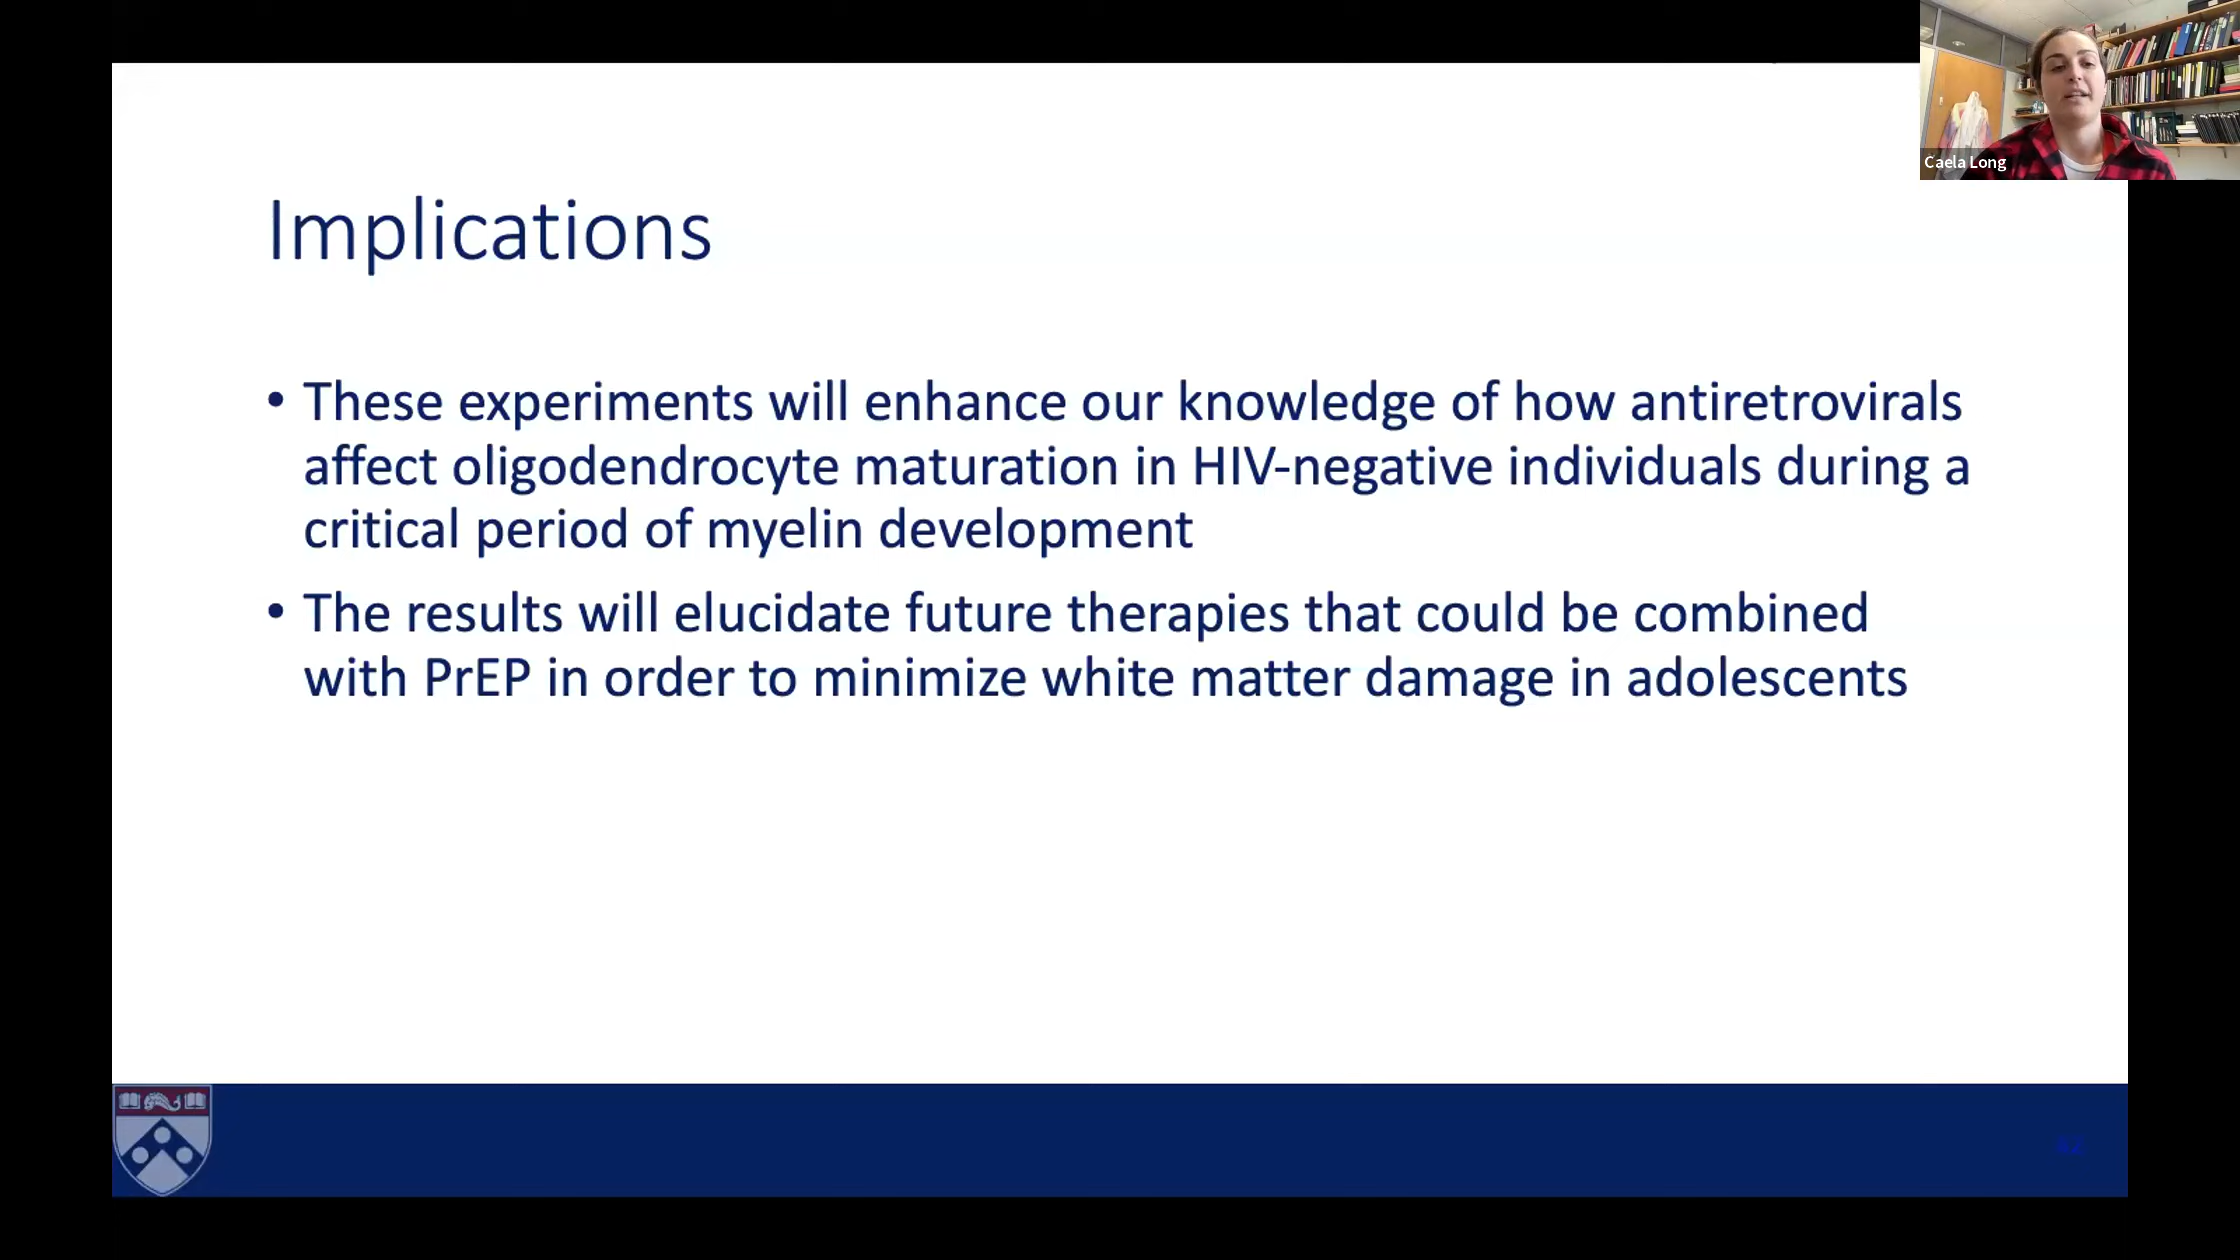 Caela Long
Implications
• These experiments will enhance our knowledge of how antiretrovirals
affect oligodendrocyte maturation in HIV-negative individuals during a
critical period of myelin development
• The results will elucidate future therapies that could be combined
with PrEP in order to minimize white matter damage in adolescents